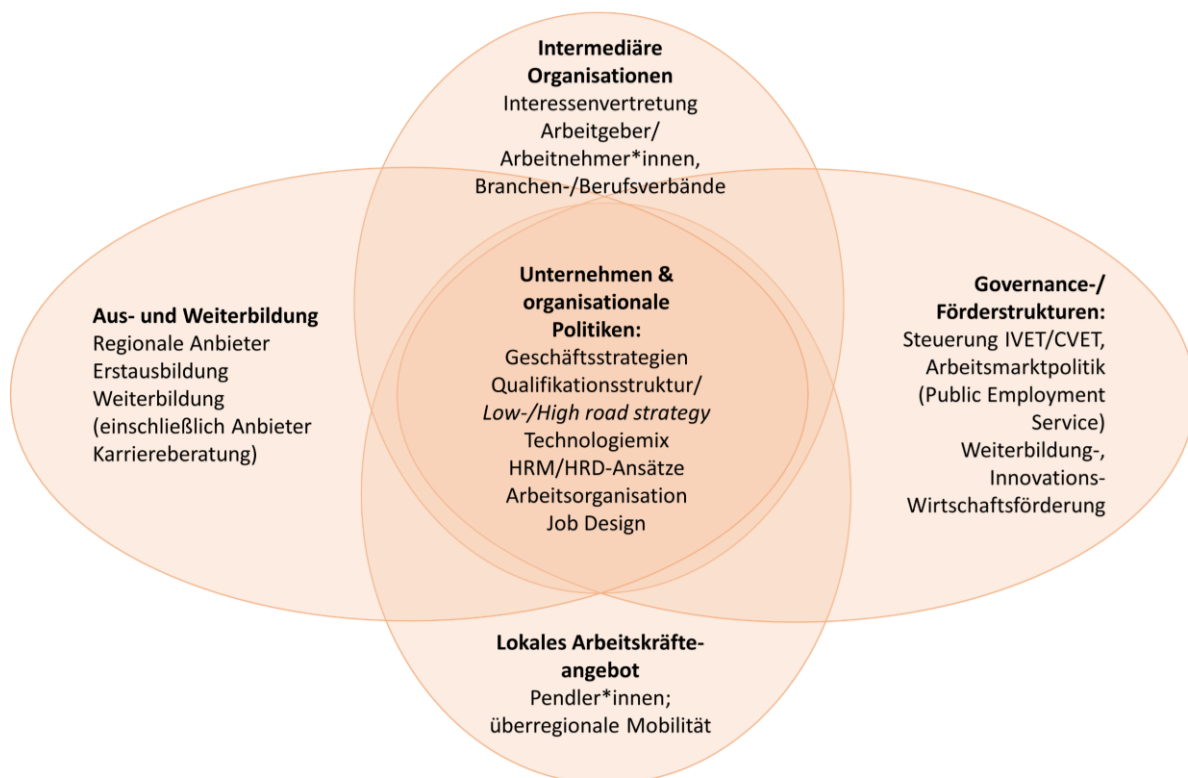 Intermediäre
Organisationen
Interessenvertretung
Arbeitgeber/
Arbeitnehmer*innen,
Branchen-/Berufsverbände
Aus- und Weiterbildung
Regionale Anbieter
Erstausbildung
Weiterbildung
(einschließlich Anbieter
Karriereberatung)
Unternehmen &
organisationale
Politiken:
Geschäftsstrategien
Qualifikationsstruktur/
Low-/High road strategy
Technologiemix
HRM/HRD-Ansätze
Arbeitsorganisation
Job Design
Governance-/
Förderstrukturen:
Steuerung IVET/CVET,
Arbeitsmarktpolitik
(Public Employment
Service)
Weiterbildung-,
Innovations-
Wirtschaftsförderung
Lokales Arbeitskräfte-
angebot
Pendler*innen;
überregionale Mobilität